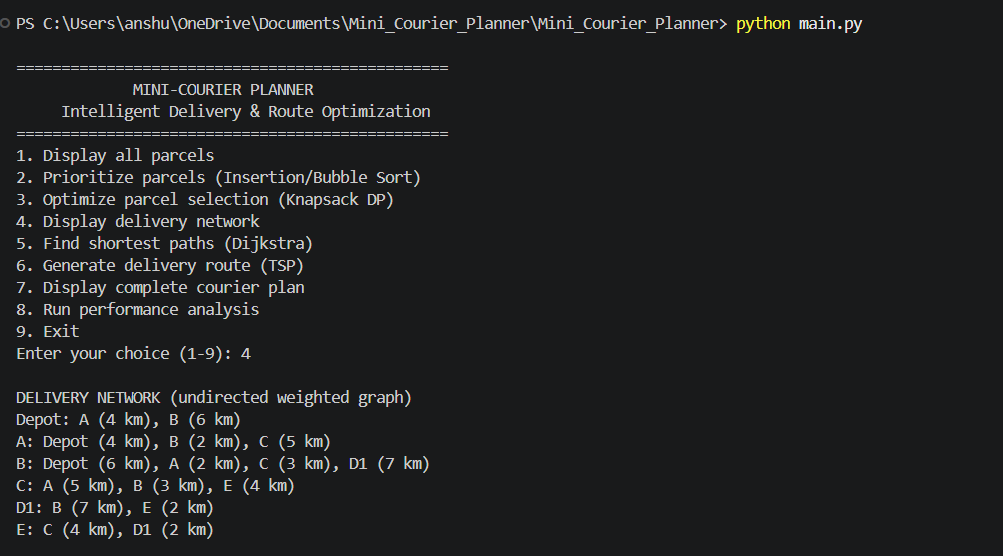 PS C:\Users\anshu\OneDrive\Documents\Mini_Courier_Planner\Mini_Courier_Planner> python main.py
================================================
MINI-COURIER PLANNER
Intelligent Delivery & Route Optimization
================================================
1. Display all parcels
2. Prioritize parcels (Insertion/Bubble Sort)
3. Optimize parcel selection (Knapsack DP)
4. Display delivery network
5. Find shortest paths (Dijkstra)
6. Generate delivery route (TSP)
7. Display complete courier plan
8. Run performance analysis
9. Exit
Enter your choice (1-9): 4
DELIVERY NETWORK (undirected weighted graph)
Depot: A (4 km), B (6 km)
A: Depot (4 km), B (2 km), C (5 km)
B: Depot (6 km), A (2 km), C (3 km), D1 (7 km)
C: A (5 km), B (3 km), E (4 km)
D1: B (7 km), E (2 km)
E: C (4 km), D1 (2 km)